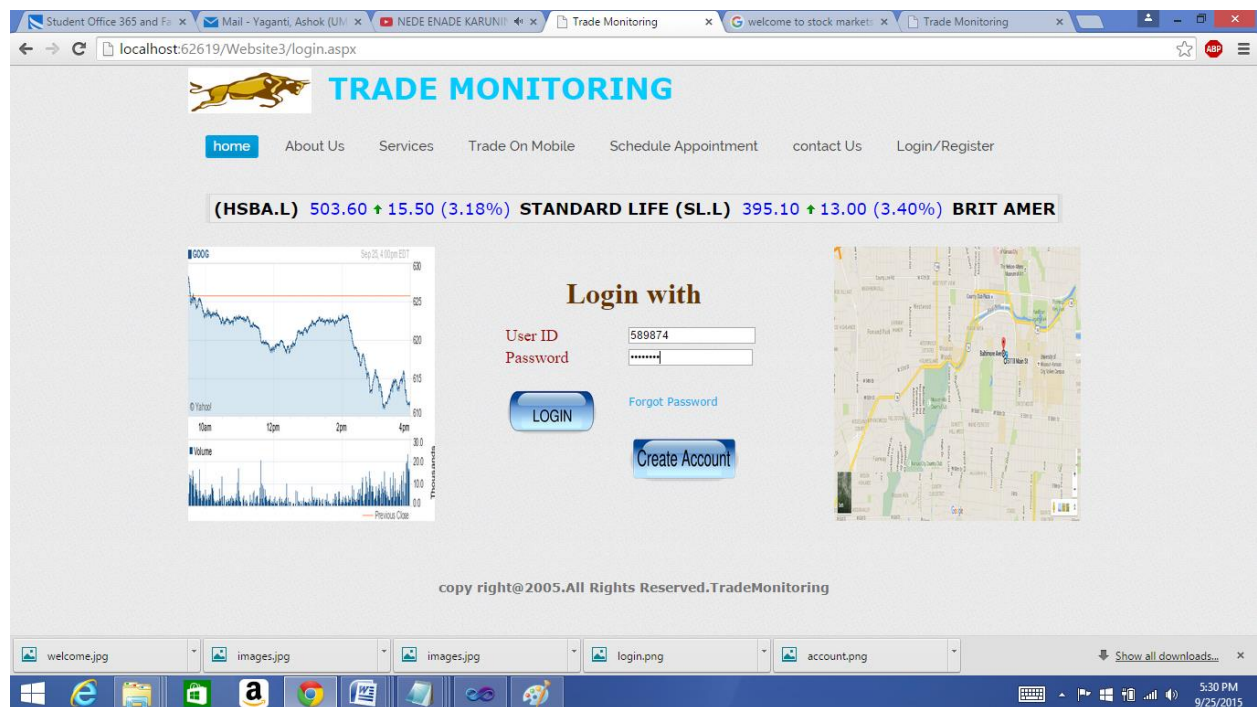 Student Office 365 and Fa
Mail - Yaganti, Ashok (UM
NEDE ENADE KARUNI
Trade Monitoring
welcome to stock markets
Trade Monitoring
localhost:62619/Website3/login.aspx
ABP
TRADE MONITORING
home About Us Services Trade On Mobile Schedule Appointment contact Us Login/Register
(HSBA.L) 503.60 15.50 (3.18%) STANDARD LIFE (SL.L) 395.10 13.00 (3.40%) BRIT AMER
GOOG Sep 25, 4:00pm EDT
630
625
620
615
610
© Yahoo!
10am 12pm 2pm 4pm
Volume
30.0
20.0
10.0
0.0
Thousands
Previous Close
Login with
User ID 589874
Password ••••••••
LOGIN
Forgot Password
Create Account
Google
copy right@2005.All Rights Reserved.TradeMonitoring
welcome.jpg images.jpg images.jpg login.png account.png Show all downloads...
5:30 PM
9/25/2015